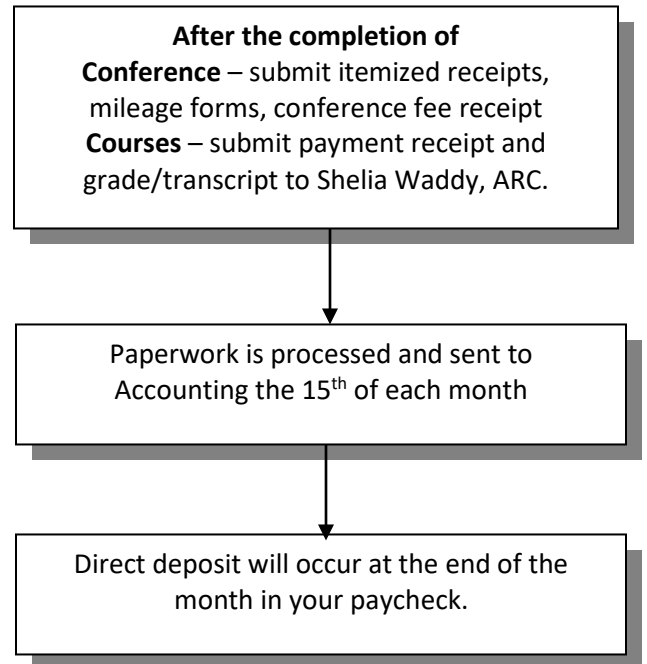 After the completion of
Conference – submit itemized receipts,
mileage forms, conference fee receipt
Courses – submit payment receipt and
grade/transcript to Shelia Waddy, ARC.
Paperwork is processed and sent to
Accounting the 15th of each month
Direct deposit will occur at the end of the
month in your paycheck.